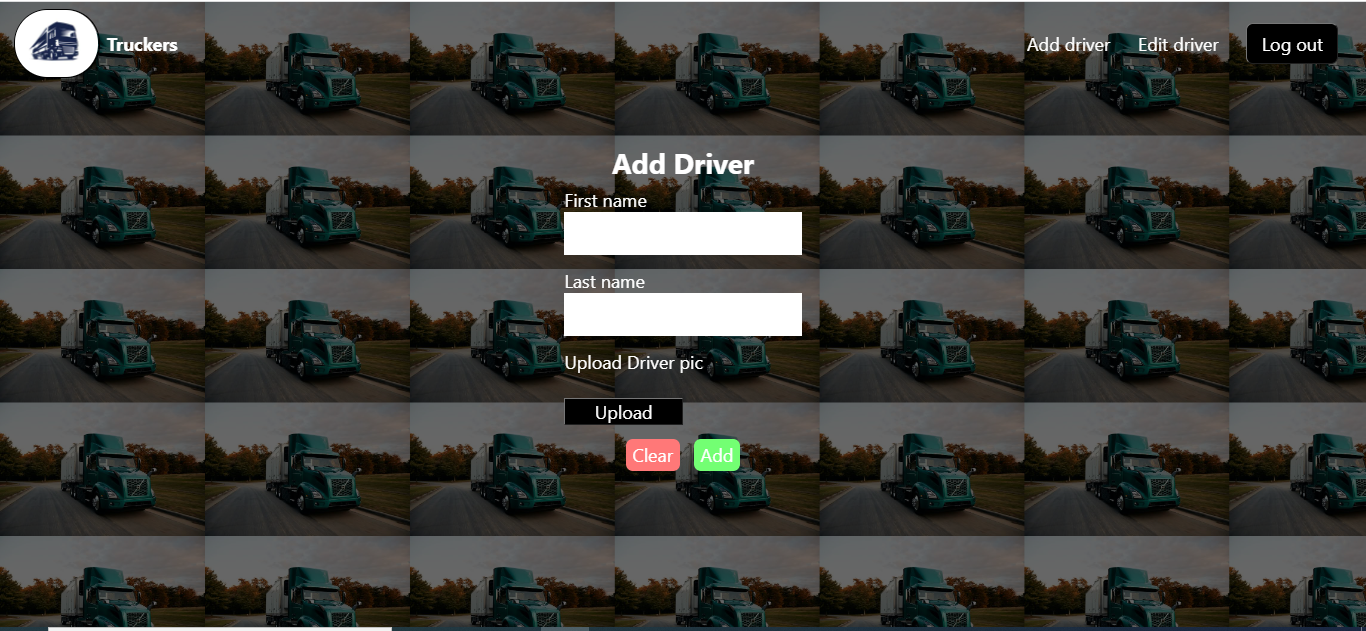 Truckers
Add driver
Edit driver
Log out
Add Driver
First name
Last name
Upload Driver pic
Upload
Clear
Add